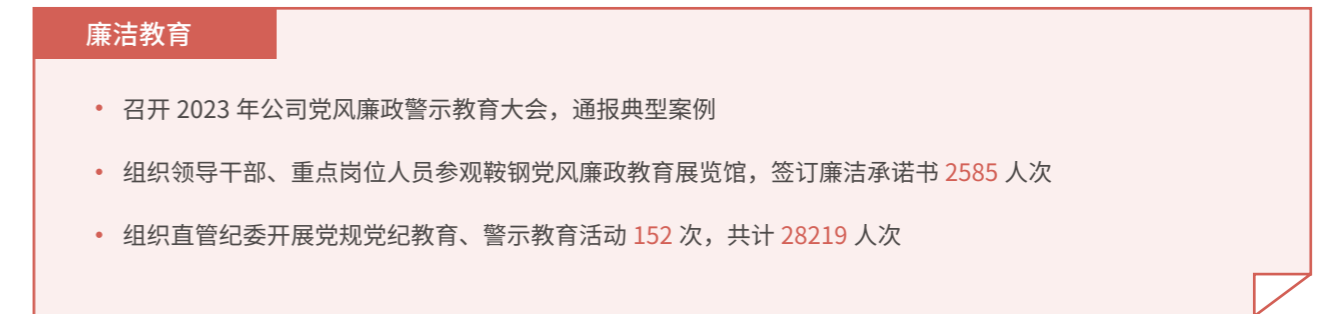 廉洁教育
• 召开 2023 年公司党风廉政警示教育大会，通报典型案例
• 组织领导干部、重点岗位人员参观鞍钢党风廉政教育展览馆，签订廉洁承诺书 2585 人次
• 组织直管纪委开展党规党纪教育、警示教育活动 152 次，共计 28219 人次